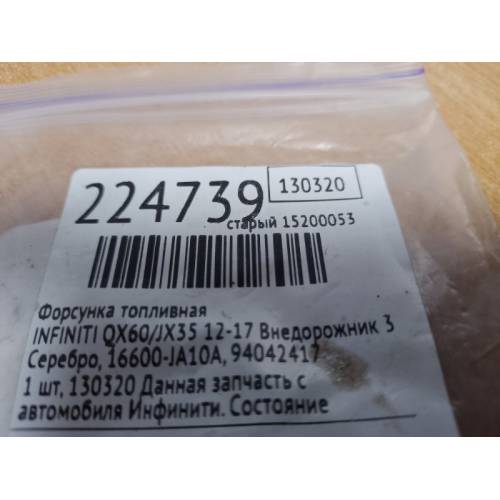 224739 130320
старый 15200053
Форсунка топливная
INFINITI QX60/JX35 12-17 Внедорожник 3
Серебро, 16600-JA10A, 94042417
1 шт, 130320 Данная запчасть с
автомобиля Инфинити. Состояние